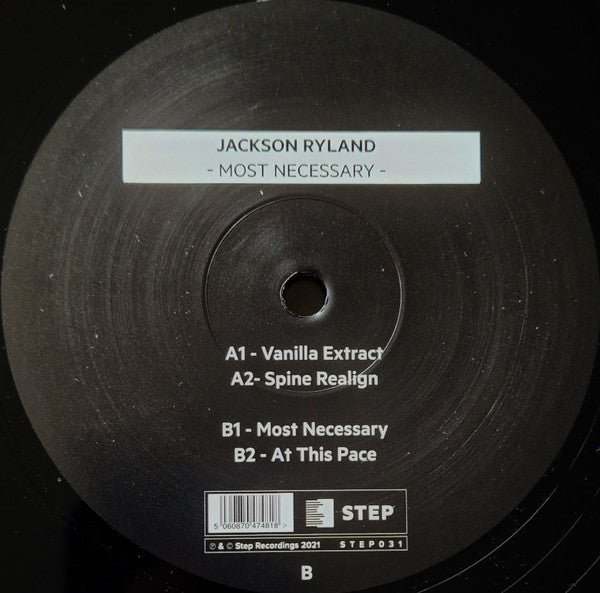 JACKSON RYLAND
- MOST NECESSARY -
A1 - Vanilla Extract
A2- Spine Realign
B1 - Most Necessary
B2 - At This Pace
STEP
5 060870 474818 >
℗ & © Step Recordings 2021 STEP031
B